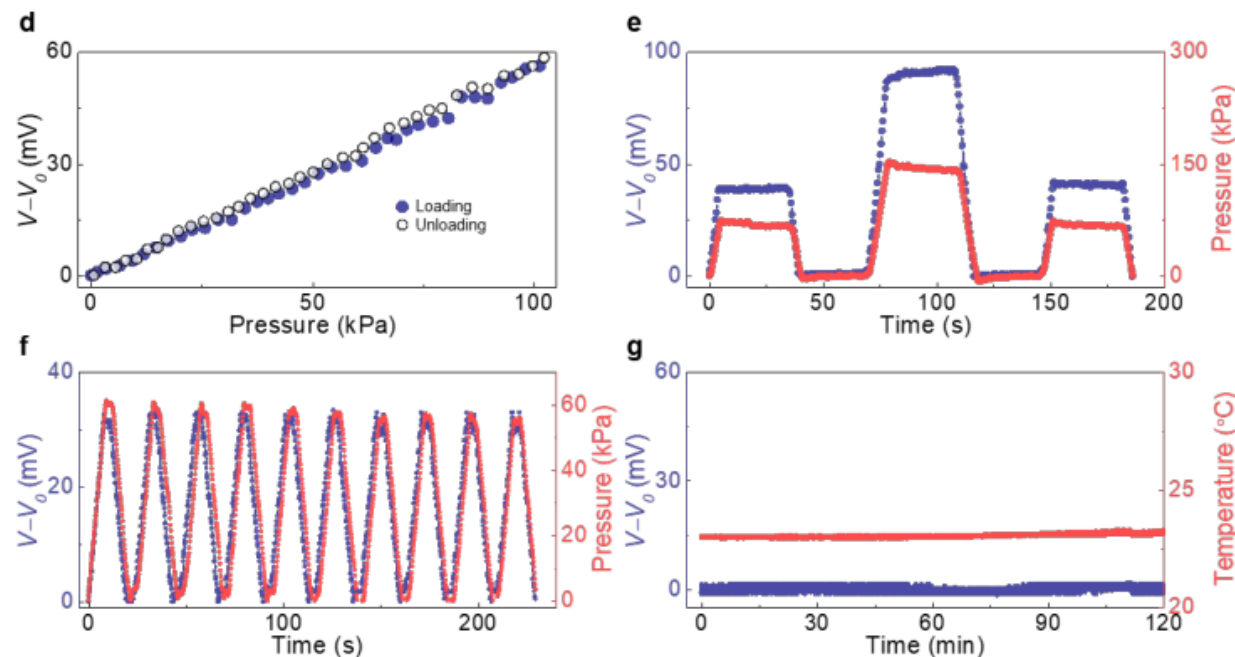 d
60
30
0
V−V0 (mV)
Loading
Unloading
0 50 100
Pressure (kPa)
e
100
50
0
V−V0 (mV)
300
150
0
Pressure (kPa)
0 50 100 150 200
Time (s)
f
40
20
0
V−V0 (mV)
60
40
20
0
Pressure (kPa)
0 100 200
Time (s)
g
60
30
0
V−V0 (mV)
30
25
20
Temperature (°C)
0 30 60 90 120
Time (min)